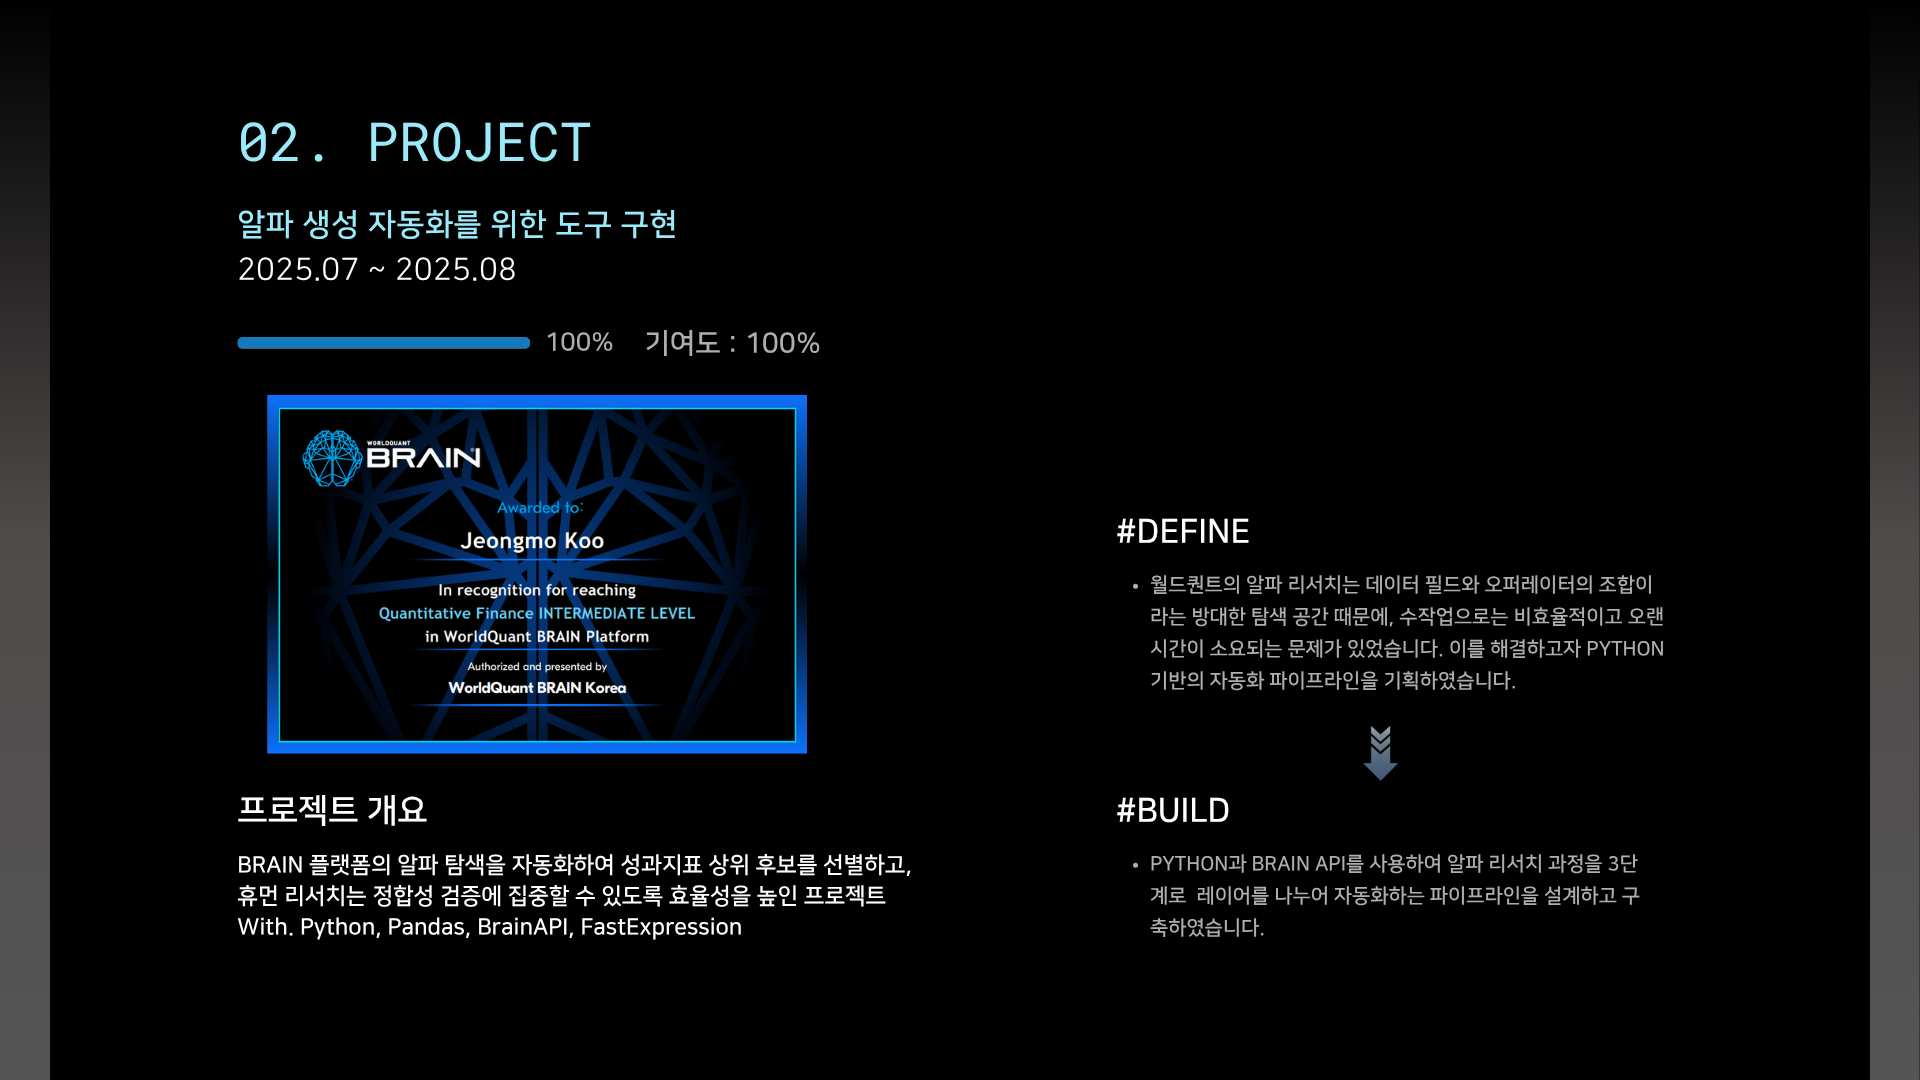 02. PROJECT
알파 생성 자동화를 위한 도구 구현
2025.07 ~ 2025.08
100%
기여도 : 100%
WORLDQUANT
BRAIN
Awarded to:
Jeongmo Koo
In recognition for reaching
Quantitative Finance INTERMEDIATE LEVEL
in WorldQuant BRAIN Platform
Authorized and presented by
WorldQuant BRAIN Korea
프로젝트 개요
BRAIN 플랫폼의 알파 탐색을 자동화하여 성과지표 상위 후보를 선별하고,
휴먼 리서치는 정합성 검증에 집중할 수 있도록 효율성을 높인 프로젝트
With. Python, Pandas, BrainAPI, FastExpression
#DEFINE
• 월드퀀트의 알파 리서치는 데이터 필드와 오퍼레이터의 조합이
라는 방대한 탐색 공간 때문에, 수작업으로는 비효율적이고 오랜
시간이 소요되는 문제가 있었습니다. 이를 해결하고자 PYTHON
기반의 자동화 파이프라인을 기획하였습니다.
#BUILD
• PYTHON과 BRAIN API를 사용하여 알파 리서치 과정을 3단
계로 레이어를 나누어 자동화하는 파이프라인을 설계하고 구
축하였습니다.